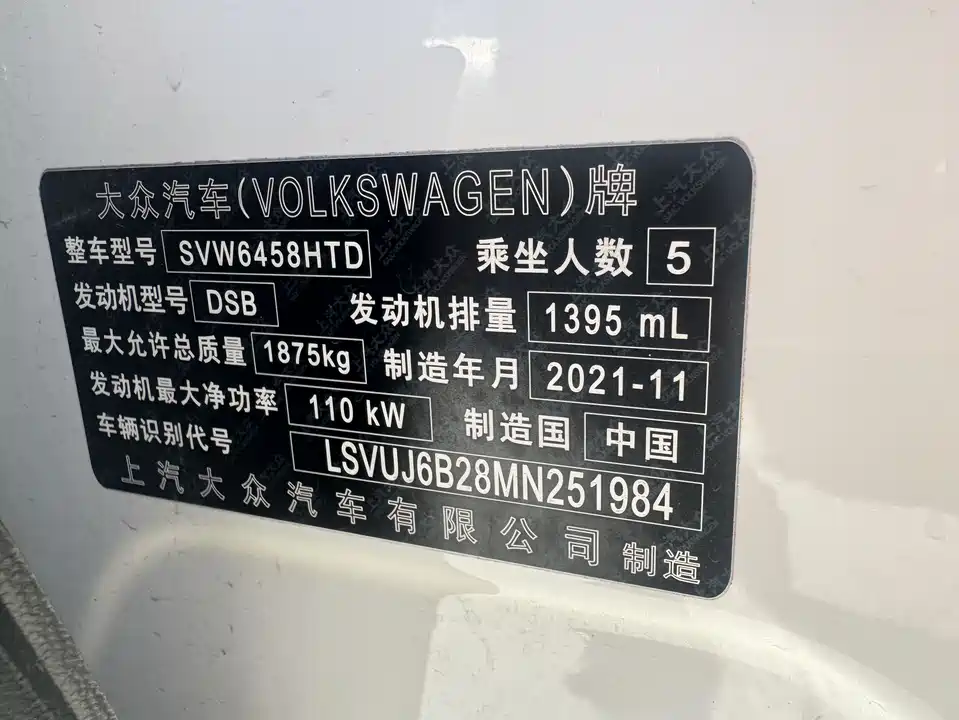 大众汽车(VOLKSWAGEN)牌
整车型号 SVW6458HTD 乘坐人数 5
发动机型号 DSB 发动机排量 1395 mL
最大允许总质量 1875kg 制造年月 2021-11
发动机最大净功率 110 kW 制造国 中国
车辆识别代号 LSVUJ6B28MN251984
上汽大众汽车有限公司 制造